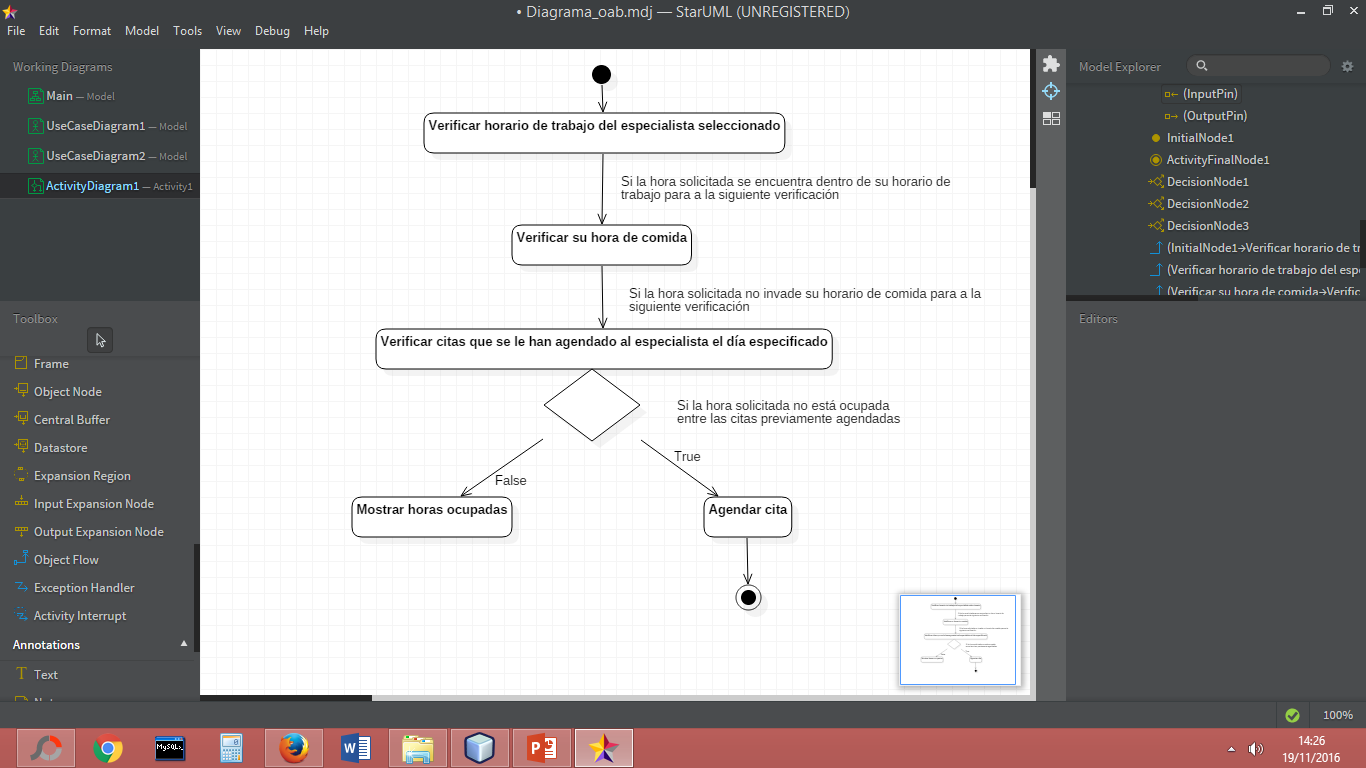 • Diagrama_oab.mdj — StarUML (UNREGISTERED)
File Edit Format Model Tools View Debug Help
Working Diagrams
Main — Model
UseCaseDiagram1 — Model
UseCaseDiagram2 — Model
ActivityDiagram1 — Activity1
Toolbox
Frame
Object Node
Central Buffer
Datastore
Expansion Region
Input Expansion Node
Output Expansion Node
Object Flow
Exception Handler
Activity Interrupt
Annotations
Text
Verificar horario de trabajo del especialista seleccionado
Si la hora solicitada se encuentra dentro de su horario de
trabajo para a la siguiente verificación
Verificar su hora de comida
Si la hora solicitada no invade su horario de comida para a la
siguiente verificación
Verificar citas que se le han agendado al especialista el día especificado
Si la hora solicitada no está ocupada
entre las citas previamente agendadas
True
False
Mostrar horas ocupadas
Agendar cita
Model Explorer
(InputPin)
(OutputPin)
InitialNode1
ActivityFinalNode1
DecisionNode1
DecisionNode2
DecisionNode3
(InitialNode1→Verificar horario de tr
(Verificar horario de trabajo del espe
(Verificar su hora de comida→Verific
Editors
100%
MySQL
14:26
19/11/2016